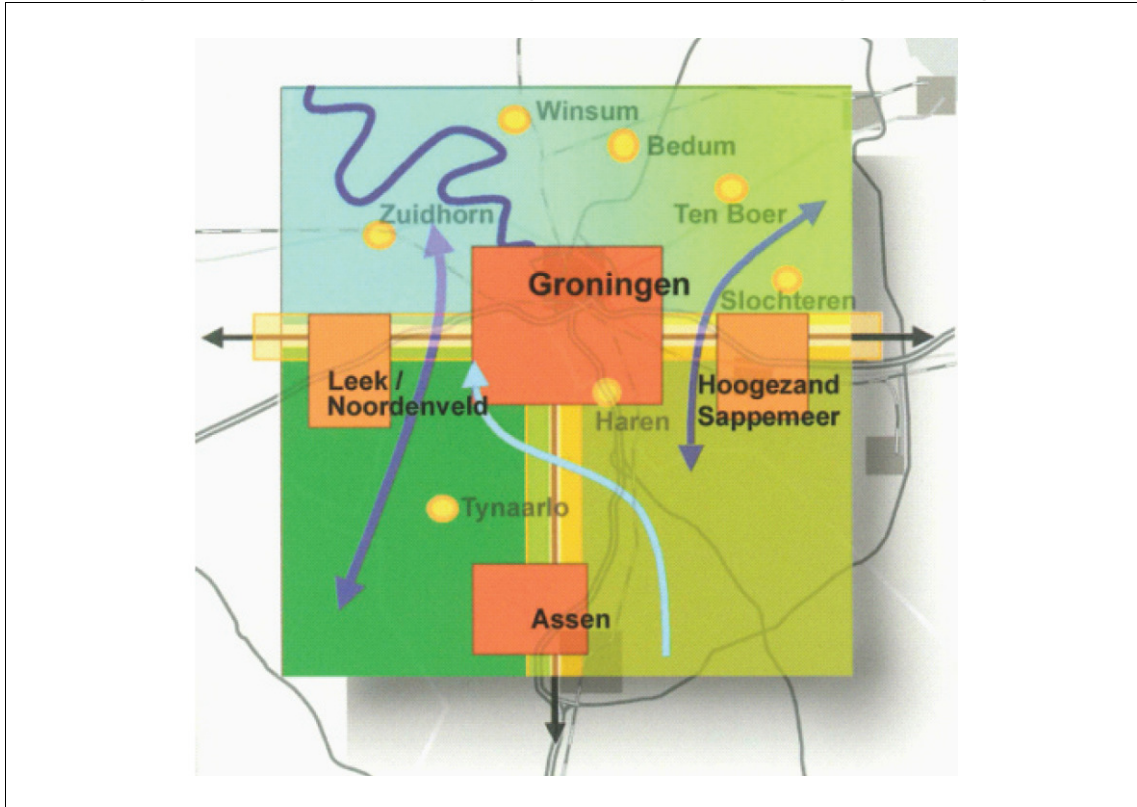 Winsum
Bedum
Zuidhorn
Ten Boer
Groningen
Slochteren
Leek /
Noordenveld
Hoogezand
Sappemeer
Haren
Tynaarlo
Assen